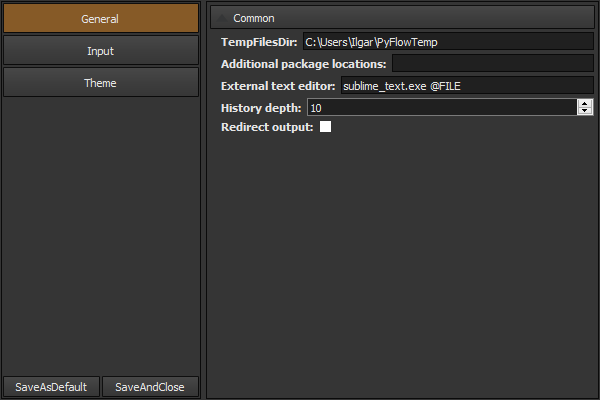 General
Input
Theme
SaveAsDefault
SaveAndClose
Common
TempFilesDir: C:\Users\Ilgar\PyFlowTemp
Additional package locations:
External text editor: sublime_text.exe @FILE
History depth: 10
Redirect output: